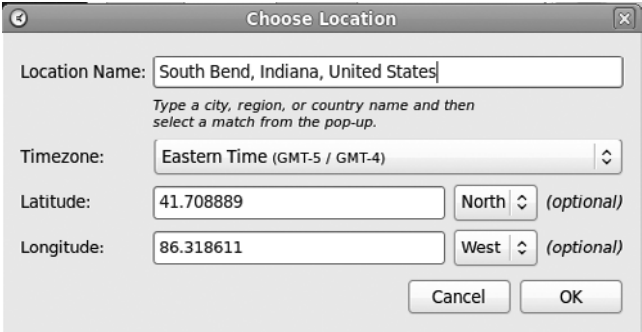 Choose Location
Location Name: South Bend, Indiana, United States
Type a city, region, or country name and then
select a match from the pop-up.
Timezone: Eastern Time (GMT-5 / GMT-4)
Latitude: 41.708889 North (optional)
Longitude: 86.318611 West (optional)
Cancel OK